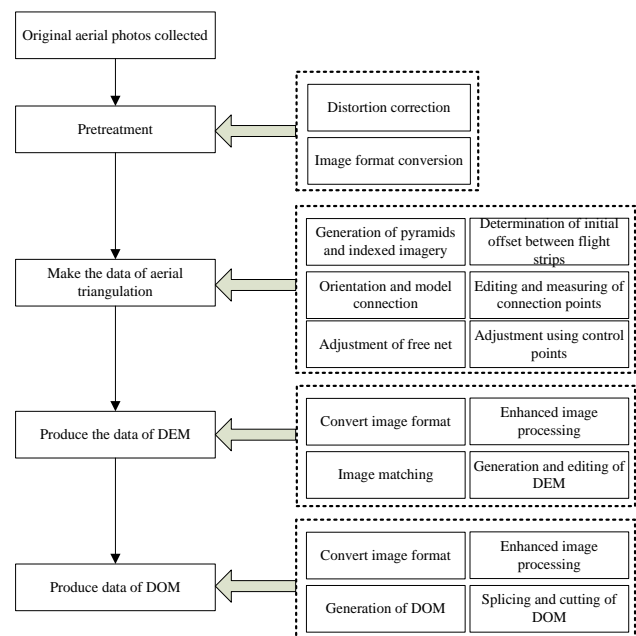 Original aerial photos collected
Pretreatment
Distortion correction
Image format conversion
Make the data of aerial
triangulation
Generation of pyramids
and indexed imagery
Determination of initial
offset between flight
strips
Orientation and model
connection
Editing and measuring of
connection points
Adjustment of free net
Adjustment using control
points
Produce the data of DEM
Convert image format
Enhanced image
processing
Image matching
Generation and editing of
DEM
Produce data of DOM
Convert image format
Enhanced image
processing
Generation of DOM
Splicing and cutting of
DOM